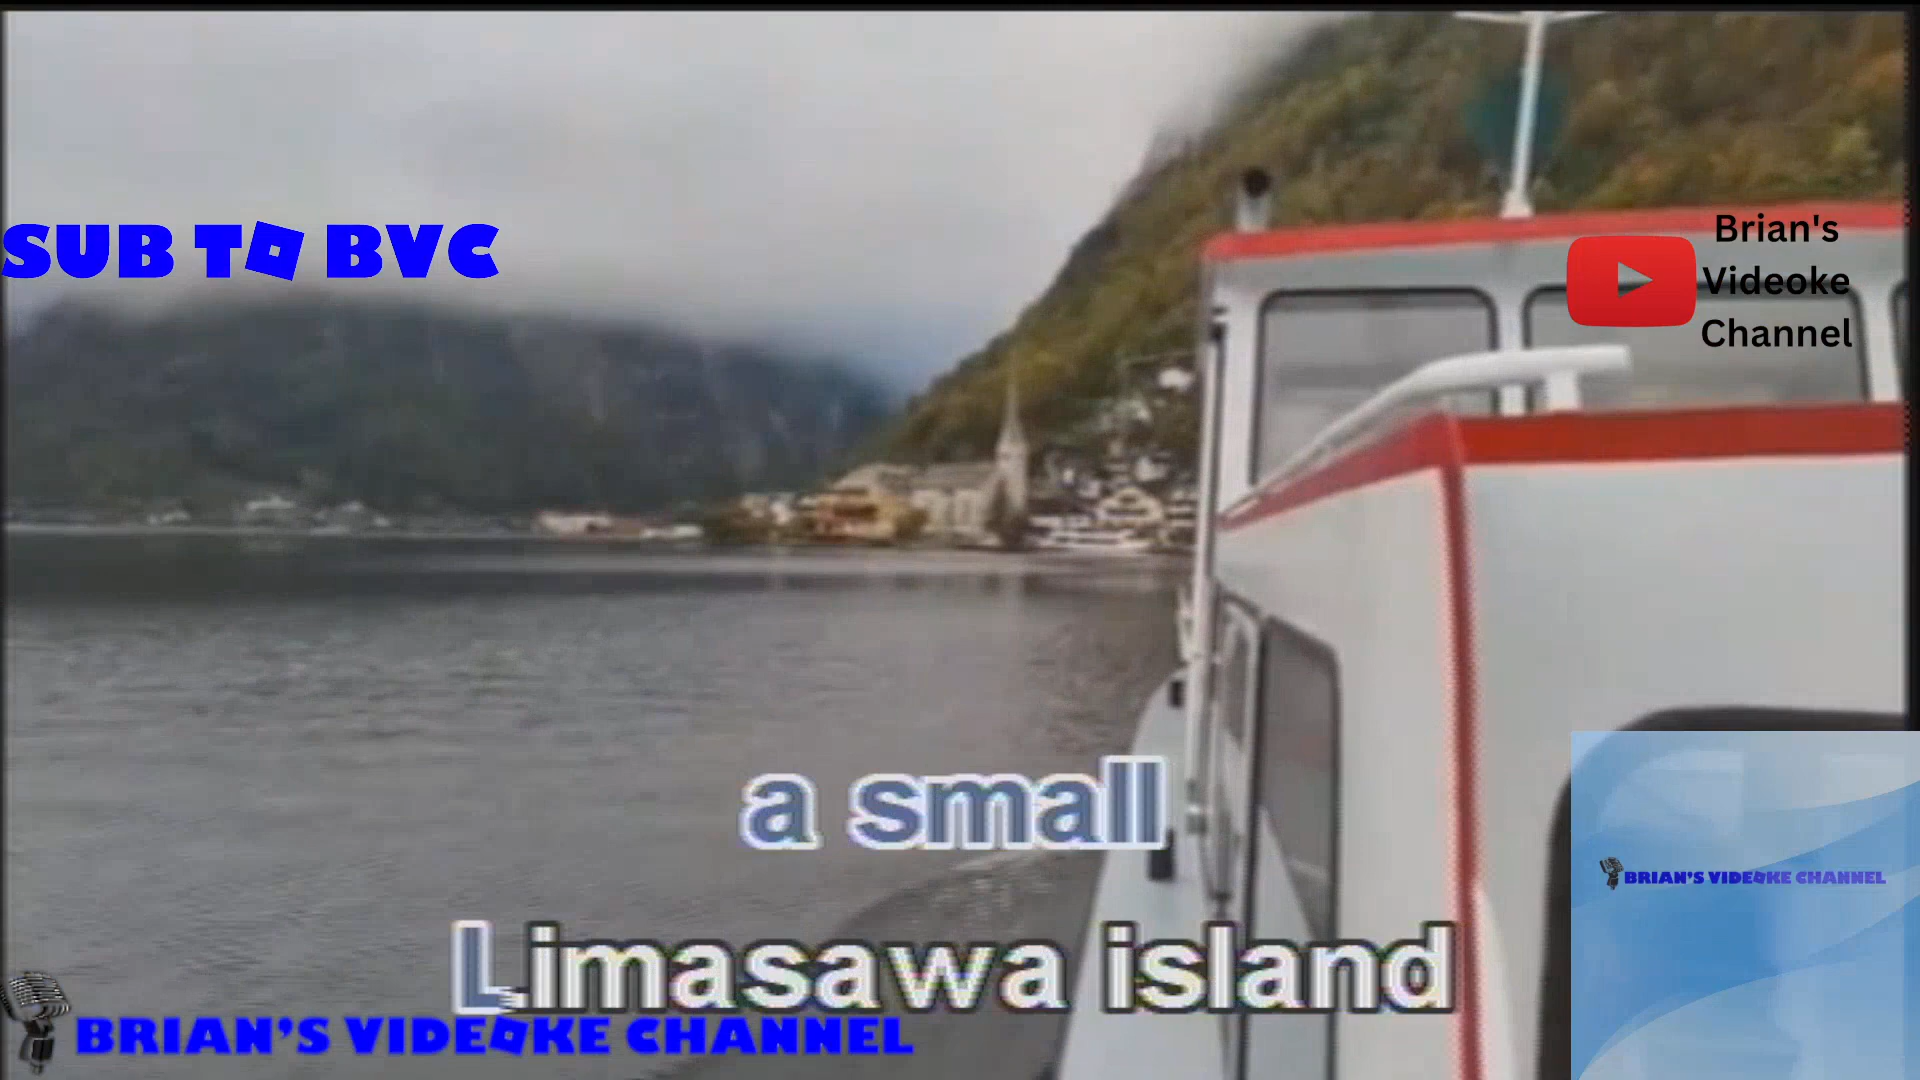 SUB TO BVC
Brian's
Videoke
Channel
a small
Limasawa island
BRIAN'S VIDEOKE CHANNEL
BRIAN'S VIDEOKE CHANNEL